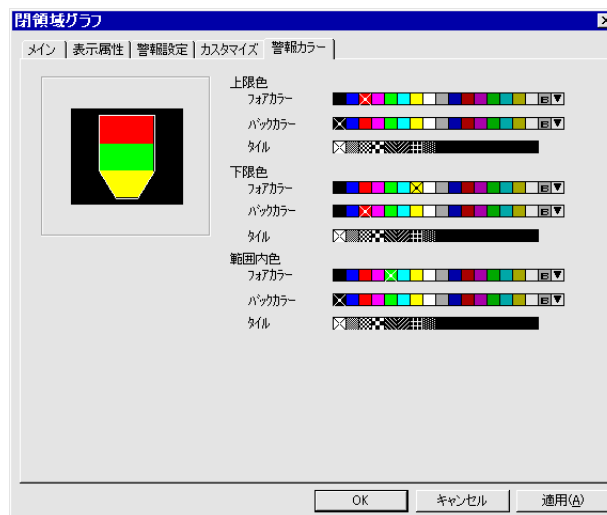 閉領域グラフ
メイン 表示属性 警報設定 カスタマイズ 警報カラー
上限色
フォアカラー
B
バックカラー
B
タイル
下限色
フォアカラー
B
バックカラー
B
タイル
範囲内色
フォアカラー
B
バックカラー
B
タイル
OK キャンセル 適用(A)